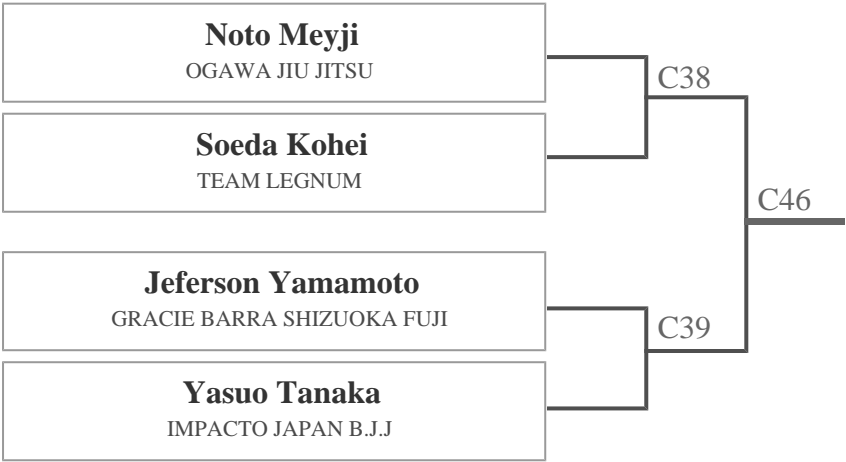 Noto Meyji
OGAWA JIU JITSU
C38
Soeda Kohei
TEAM LEGNUM
C46
Jeferson Yamamoto
GRACIE BARRA SHIZUOKA FUJI
C39
Yasuo Tanaka
IMPACTO JAPAN B.J.J